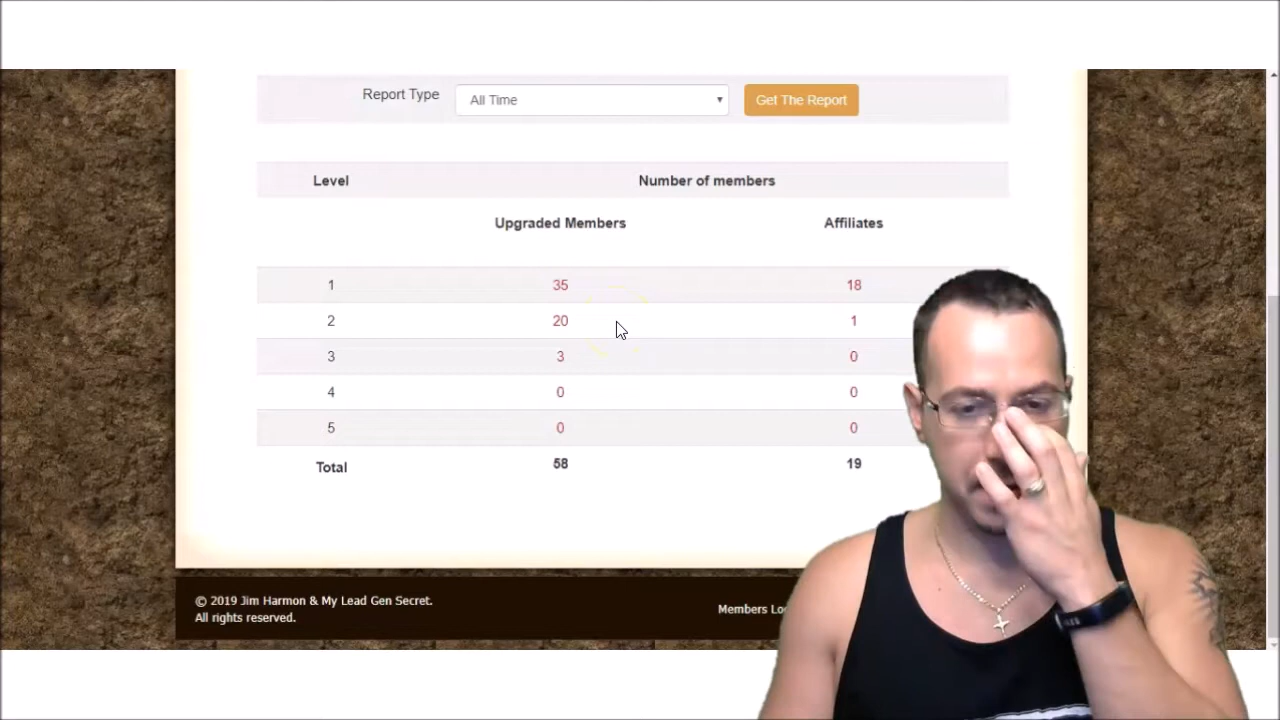 Report Type All Time Get The Report
Level Number of members
Upgraded Members Affiliates
1 35 18
2 20 1
3 3 0
4 0 0
5 0 0
Total 58 19
© 2019 Jim Harmon & My Lead Gen Secret.
All rights reserved.
Members